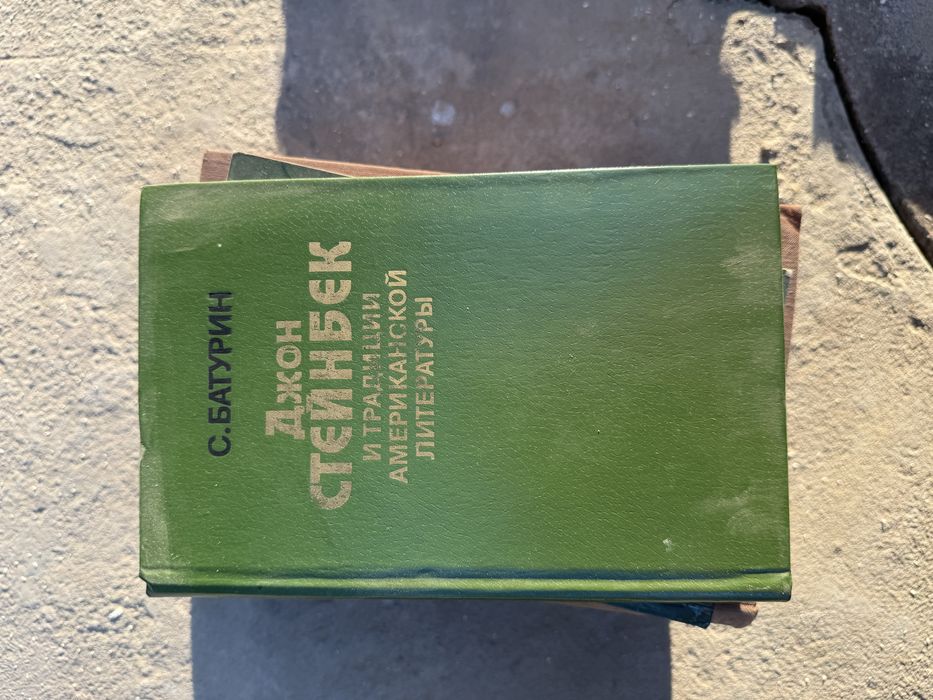 С. БАТУРИН
Джон
СТЕЙНБЕК
И ТРАДИЦИИ
АМЕРИКАНСКОЙ
ЛИТЕРАТУРЫ